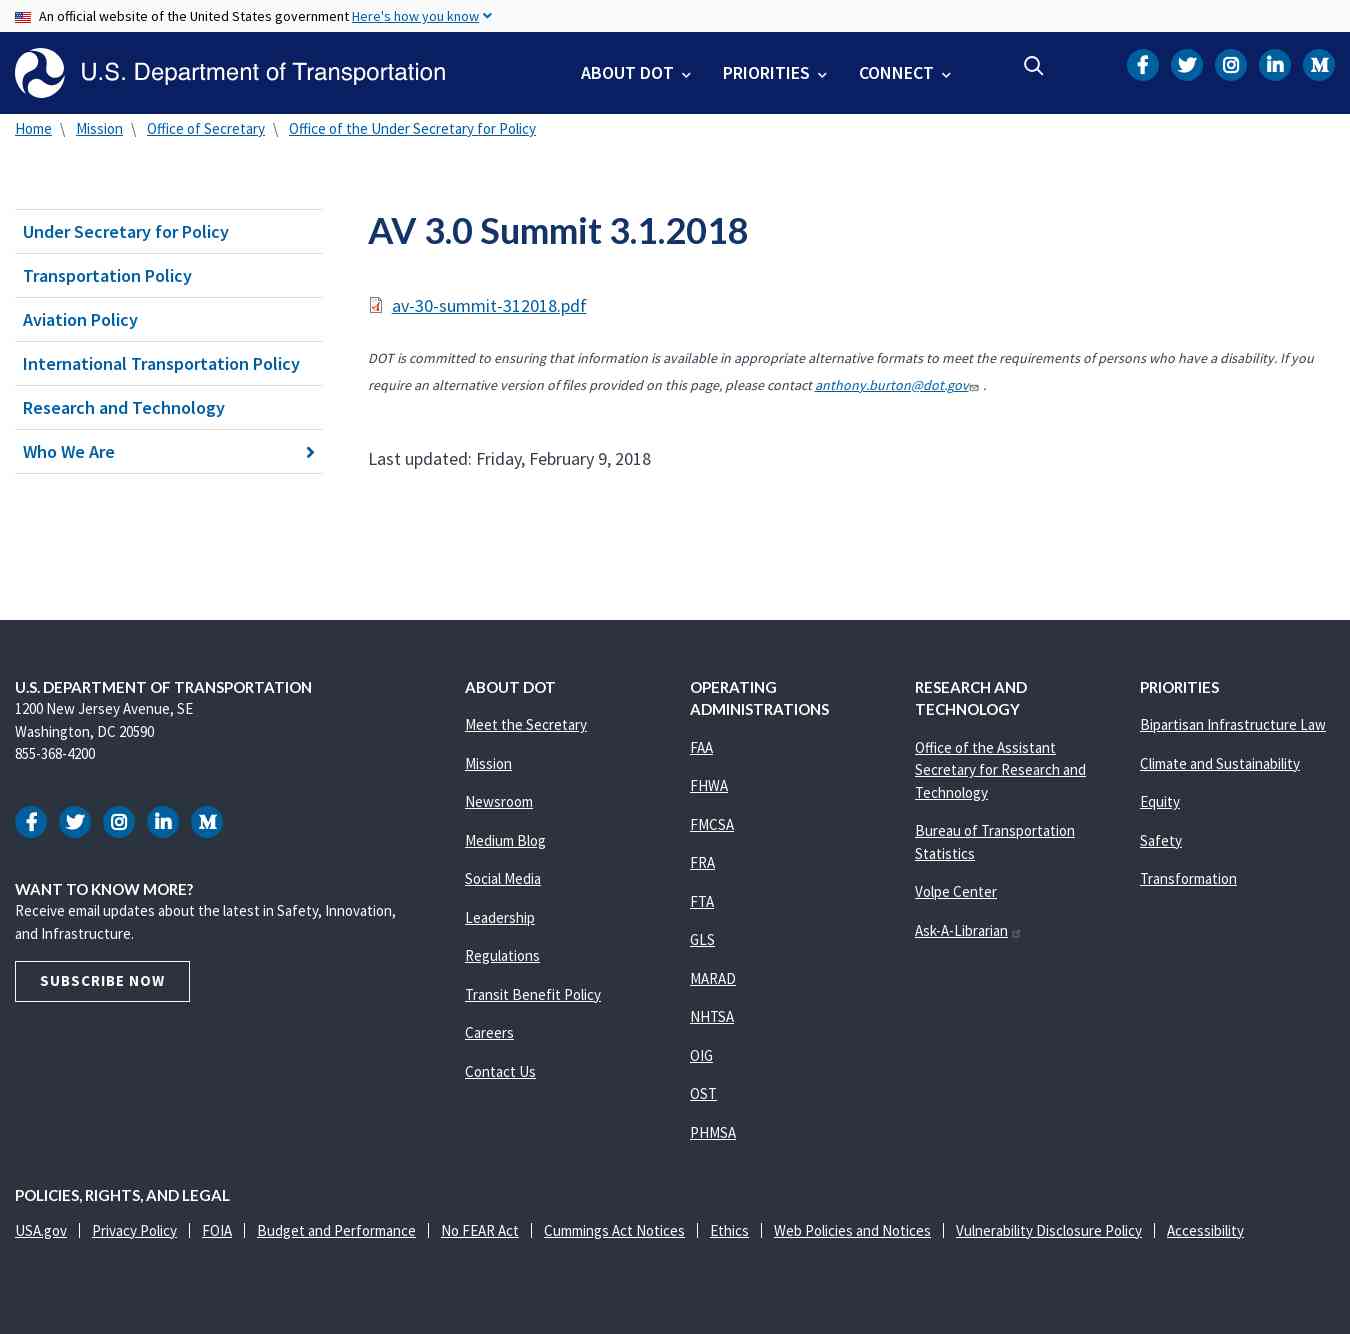 An official website of the United States government Here's how you know
U.S. Department of Transportation
ABOUT DOT
PRIORITIES
CONNECT
Home \ Mission \ Office of Secretary \ Office of the Under Secretary for Policy
Under Secretary for Policy
Transportation Policy
Aviation Policy
International Transportation Policy
Research and Technology
Who We Are
AV 3.0 Summit 3.1.2018
av-30-summit-312018.pdf
DOT is committed to ensuring that information is available in appropriate alternative formats to meet the requirements of persons who have a disability. If you
require an alternative version of files provided on this page, please contact anthony.burton@dot.gov .
Last updated: Friday, February 9, 2018
U.S. DEPARTMENT OF TRANSPORTATION
1200 New Jersey Avenue, SE
Washington, DC 20590
855-368-4200
WANT TO KNOW MORE?
Receive email updates about the latest in Safety, Innovation,
and Infrastructure.
SUBSCRIBE NOW
ABOUT DOT
Meet the Secretary
Mission
Newsroom
Medium Blog
Social Media
Leadership
Regulations
Transit Benefit Policy
Careers
Contact Us
OPERATING
ADMINISTRATIONS
FAA
FHWA
FMCSA
FRA
FTA
GLS
MARAD
NHTSA
OIG
OST
PHMSA
RESEARCH AND
TECHNOLOGY
Office of the Assistant
Secretary for Research and
Technology
Bureau of Transportation
Statistics
Volpe Center
Ask-A-Librarian
PRIORITIES
Bipartisan Infrastructure Law
Climate and Sustainability
Equity
Safety
Transformation
POLICIES, RIGHTS, AND LEGAL
USA.gov | Privacy Policy | FOIA | Budget and Performance | No FEAR Act | Cummings Act Notices | Ethics | Web Policies and Notices | Vulnerability Disclosure Policy | Accessibility